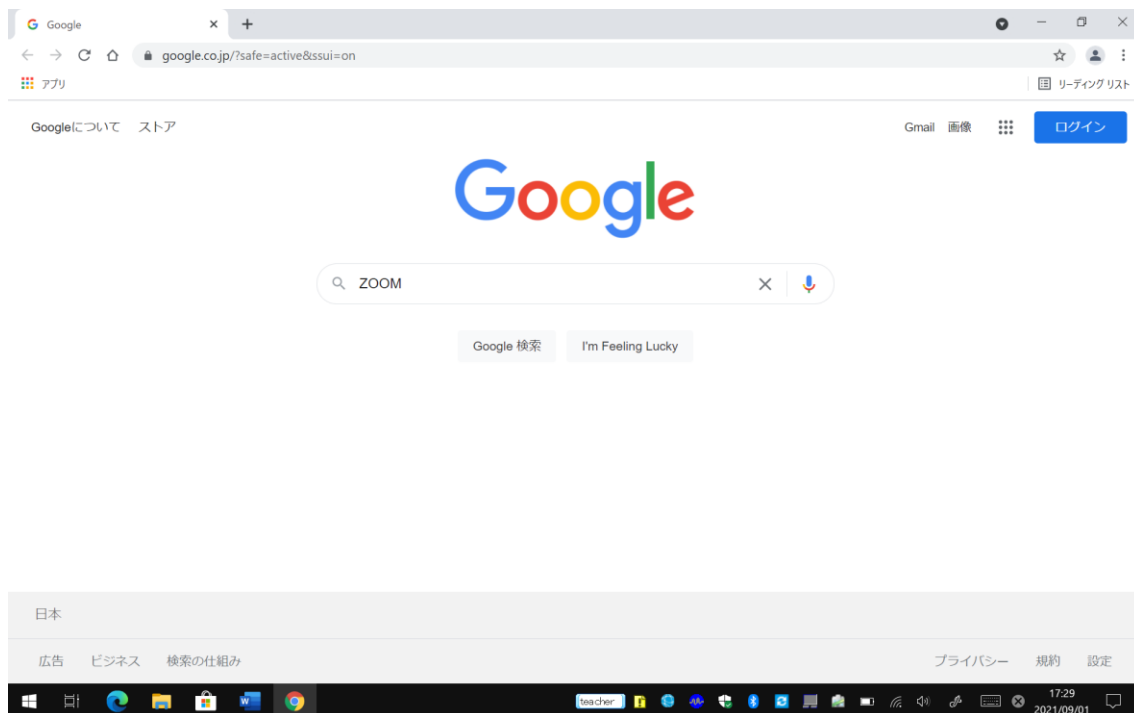 Google
google.co.jp/?safe=active&ssui=on
アプリ
リーディング リスト
Googleについて ストア Gmail 画像 ログイン
Google
ZOOM
Google 検索 I'm Feeling Lucky
日本
広告 ビジネス 検索の仕組み プライバシー 規約 設定
teacher
17:29
2021/09/01